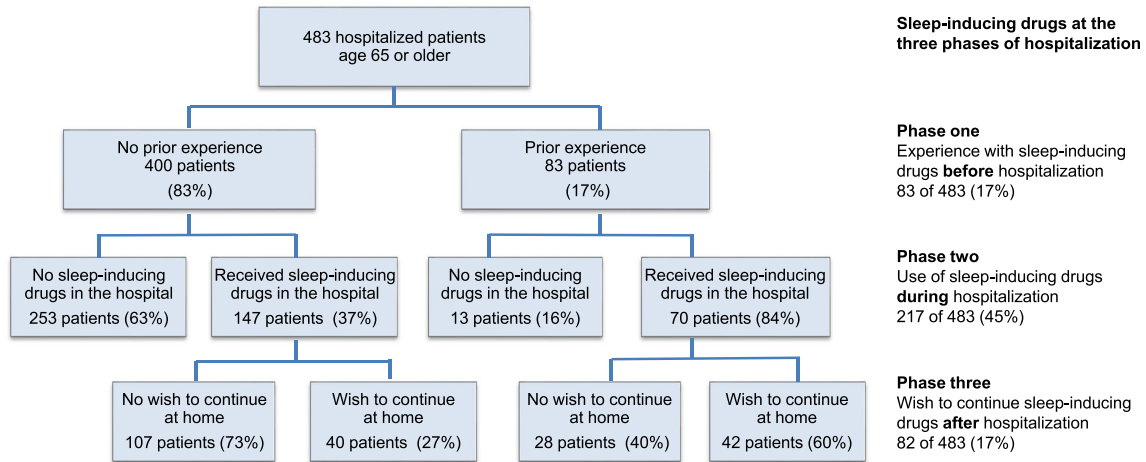 483 hospitalized patients
age 65 or older
Sleep-inducing drugs at the
three phases of hospitalization
No prior experience
400 patients
(83%)
Prior experience
83 patients
(17%)
Phase one
Experience with sleep-inducing
drugs before hospitalization
83 of 483 (17%)
No sleep-inducing
drugs in the hospital
253 patients (63%)
Received sleep-inducing
drugs in the hospital
147 patients (37%)
No sleep-inducing
drugs in the hospital
13 patients (16%)
Received sleep-inducing
drugs in the hospital
70 patients (84%)
Phase two
Use of sleep-inducing drugs
during hospitalization
217 of 483 (45%)
No wish to continue
at home
107 patients (73%)
Wish to continue
at home
40 patients (27%)
No wish to continue
at home
28 patients (40%)
Wish to continue
at home
42 patients (60%)
Phase three
Wish to continue sleep-inducing
drugs after hospitalization
82 of 483 (17%)